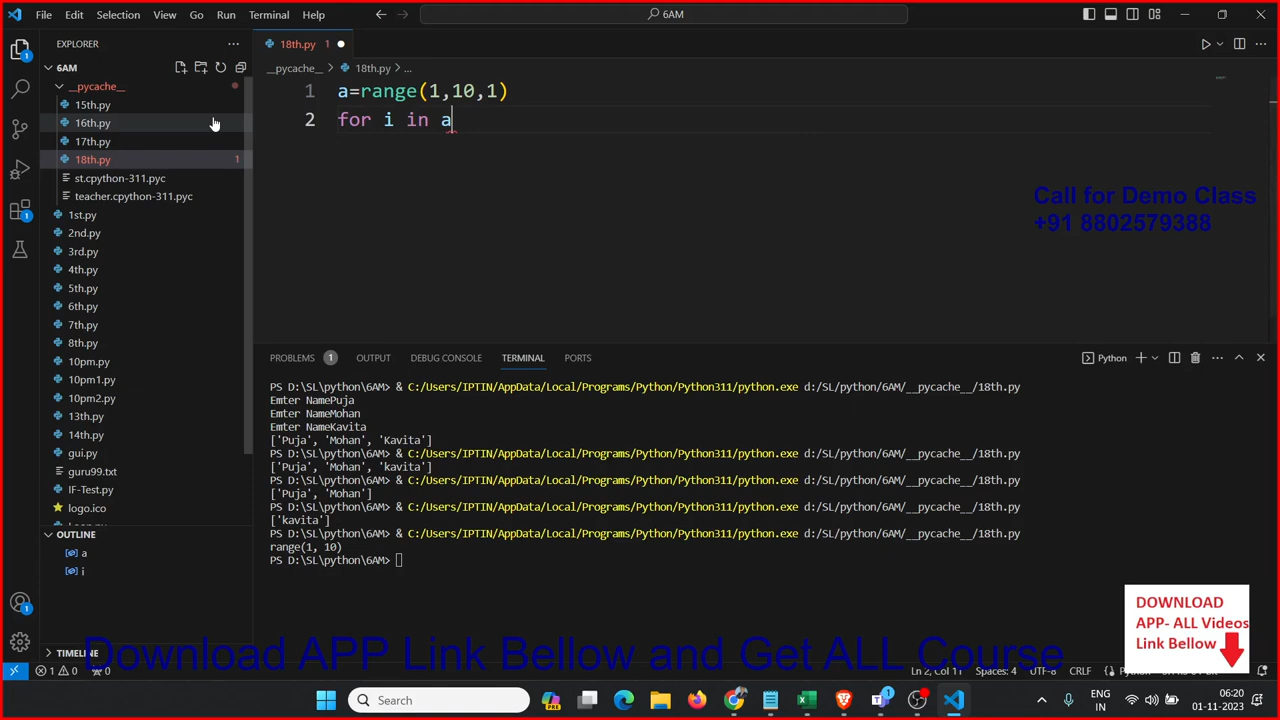 File Edit Selection View Go Run Terminal Help
6AM
EXPLORER
18th.py 1
6AM
__pycache__ > 18th.py > ...
__pycache__
1 a=range(1,10,1)
15th.py
2 for i in a
16th.py
17th.py
18th.py 1
st.cpython-311.pyc
teacher.cpython-311.pyc
Call for Demo Class
+91 8802579388
1st.py
2nd.py
3rd.py
4th.py
5th.py
6th.py
7th.py
8th.py
10pm.py
10pm1.py
10pm2.py
13th.py
14th.py
gui.py
guru99.txt
IF-Test.py
logo.ico
OUTLINE
a
i
TIMELINE
PROBLEMS 1 OUTPUT DEBUG CONSOLE TERMINAL PORTS
Python
PS D:\SL\python\6AM> & C:/Users/IPTIN/AppData/Local/Programs/Python/Python311/python.exe d:/SL/python/6AM/__pycache__/18th.py
Emter NamePuja
Emter NameMohan
Emter NameKavita
['Puja', 'Mohan', 'Kavita']
PS D:\SL\python\6AM> & C:/Users/IPTIN/AppData/Local/Programs/Python/Python311/python.exe d:/SL/python/6AM/__pycache__/18th.py
['Puja', 'Mohan', 'kavita']
PS D:\SL\python\6AM> & C:/Users/IPTIN/AppData/Local/Programs/Python/Python311/python.exe d:/SL/python/6AM/__pycache__/18th.py
['Puja', 'Mohan']
PS D:\SL\python\6AM> & C:/Users/IPTIN/AppData/Local/Programs/Python/Python311/python.exe d:/SL/python/6AM/__pycache__/18th.py
['kavita']
PS D:\SL\python\6AM> & C:/Users/IPTIN/AppData/Local/Programs/Python/Python311/python.exe d:/SL/python/6AM/__pycache__/18th.py
range(1, 10)
PS D:\SL\python\6AM>
DOWNLOAD
APP- ALL Videos
Link Bellow
Download APP Link Bellow and Get ALL Course
1 0 0
Ln 2, Col 11 Spaces: 4 UTF-8 CRLF
Search
ENG
IN
06:20
01-11-2023